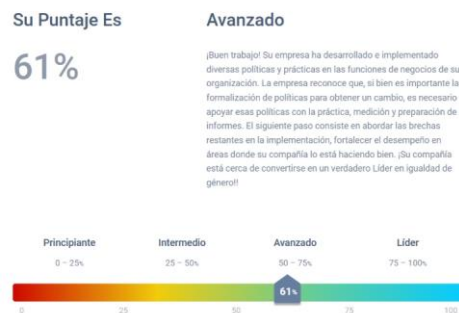 Su Puntaje Es
61%
Avanzado
¡Buen trabajo! Su empresa ha desarrollado e implementado
diversas políticas y prácticas en las funciones de negocios de su
organización. La empresa reconoce que, si bien es importante la
formalización de políticas para obtener un cambio, es necesario
apoyar esas políticas con la práctica, medición y preparación de
informes. El siguiente paso consiste en abordar las brechas
restantes en la implementación, fortalecer el desempeño en
áreas donde su compañía lo está haciendo bien. ¡Su compañía
está cerca de convertirse en un verdadero Líder en igualdad de
género!!
Principiante Intermedio Avanzado Líder
0 – 25% 25 – 50% 50 – 75% 75 – 100%
61%
0 25 50 75 100